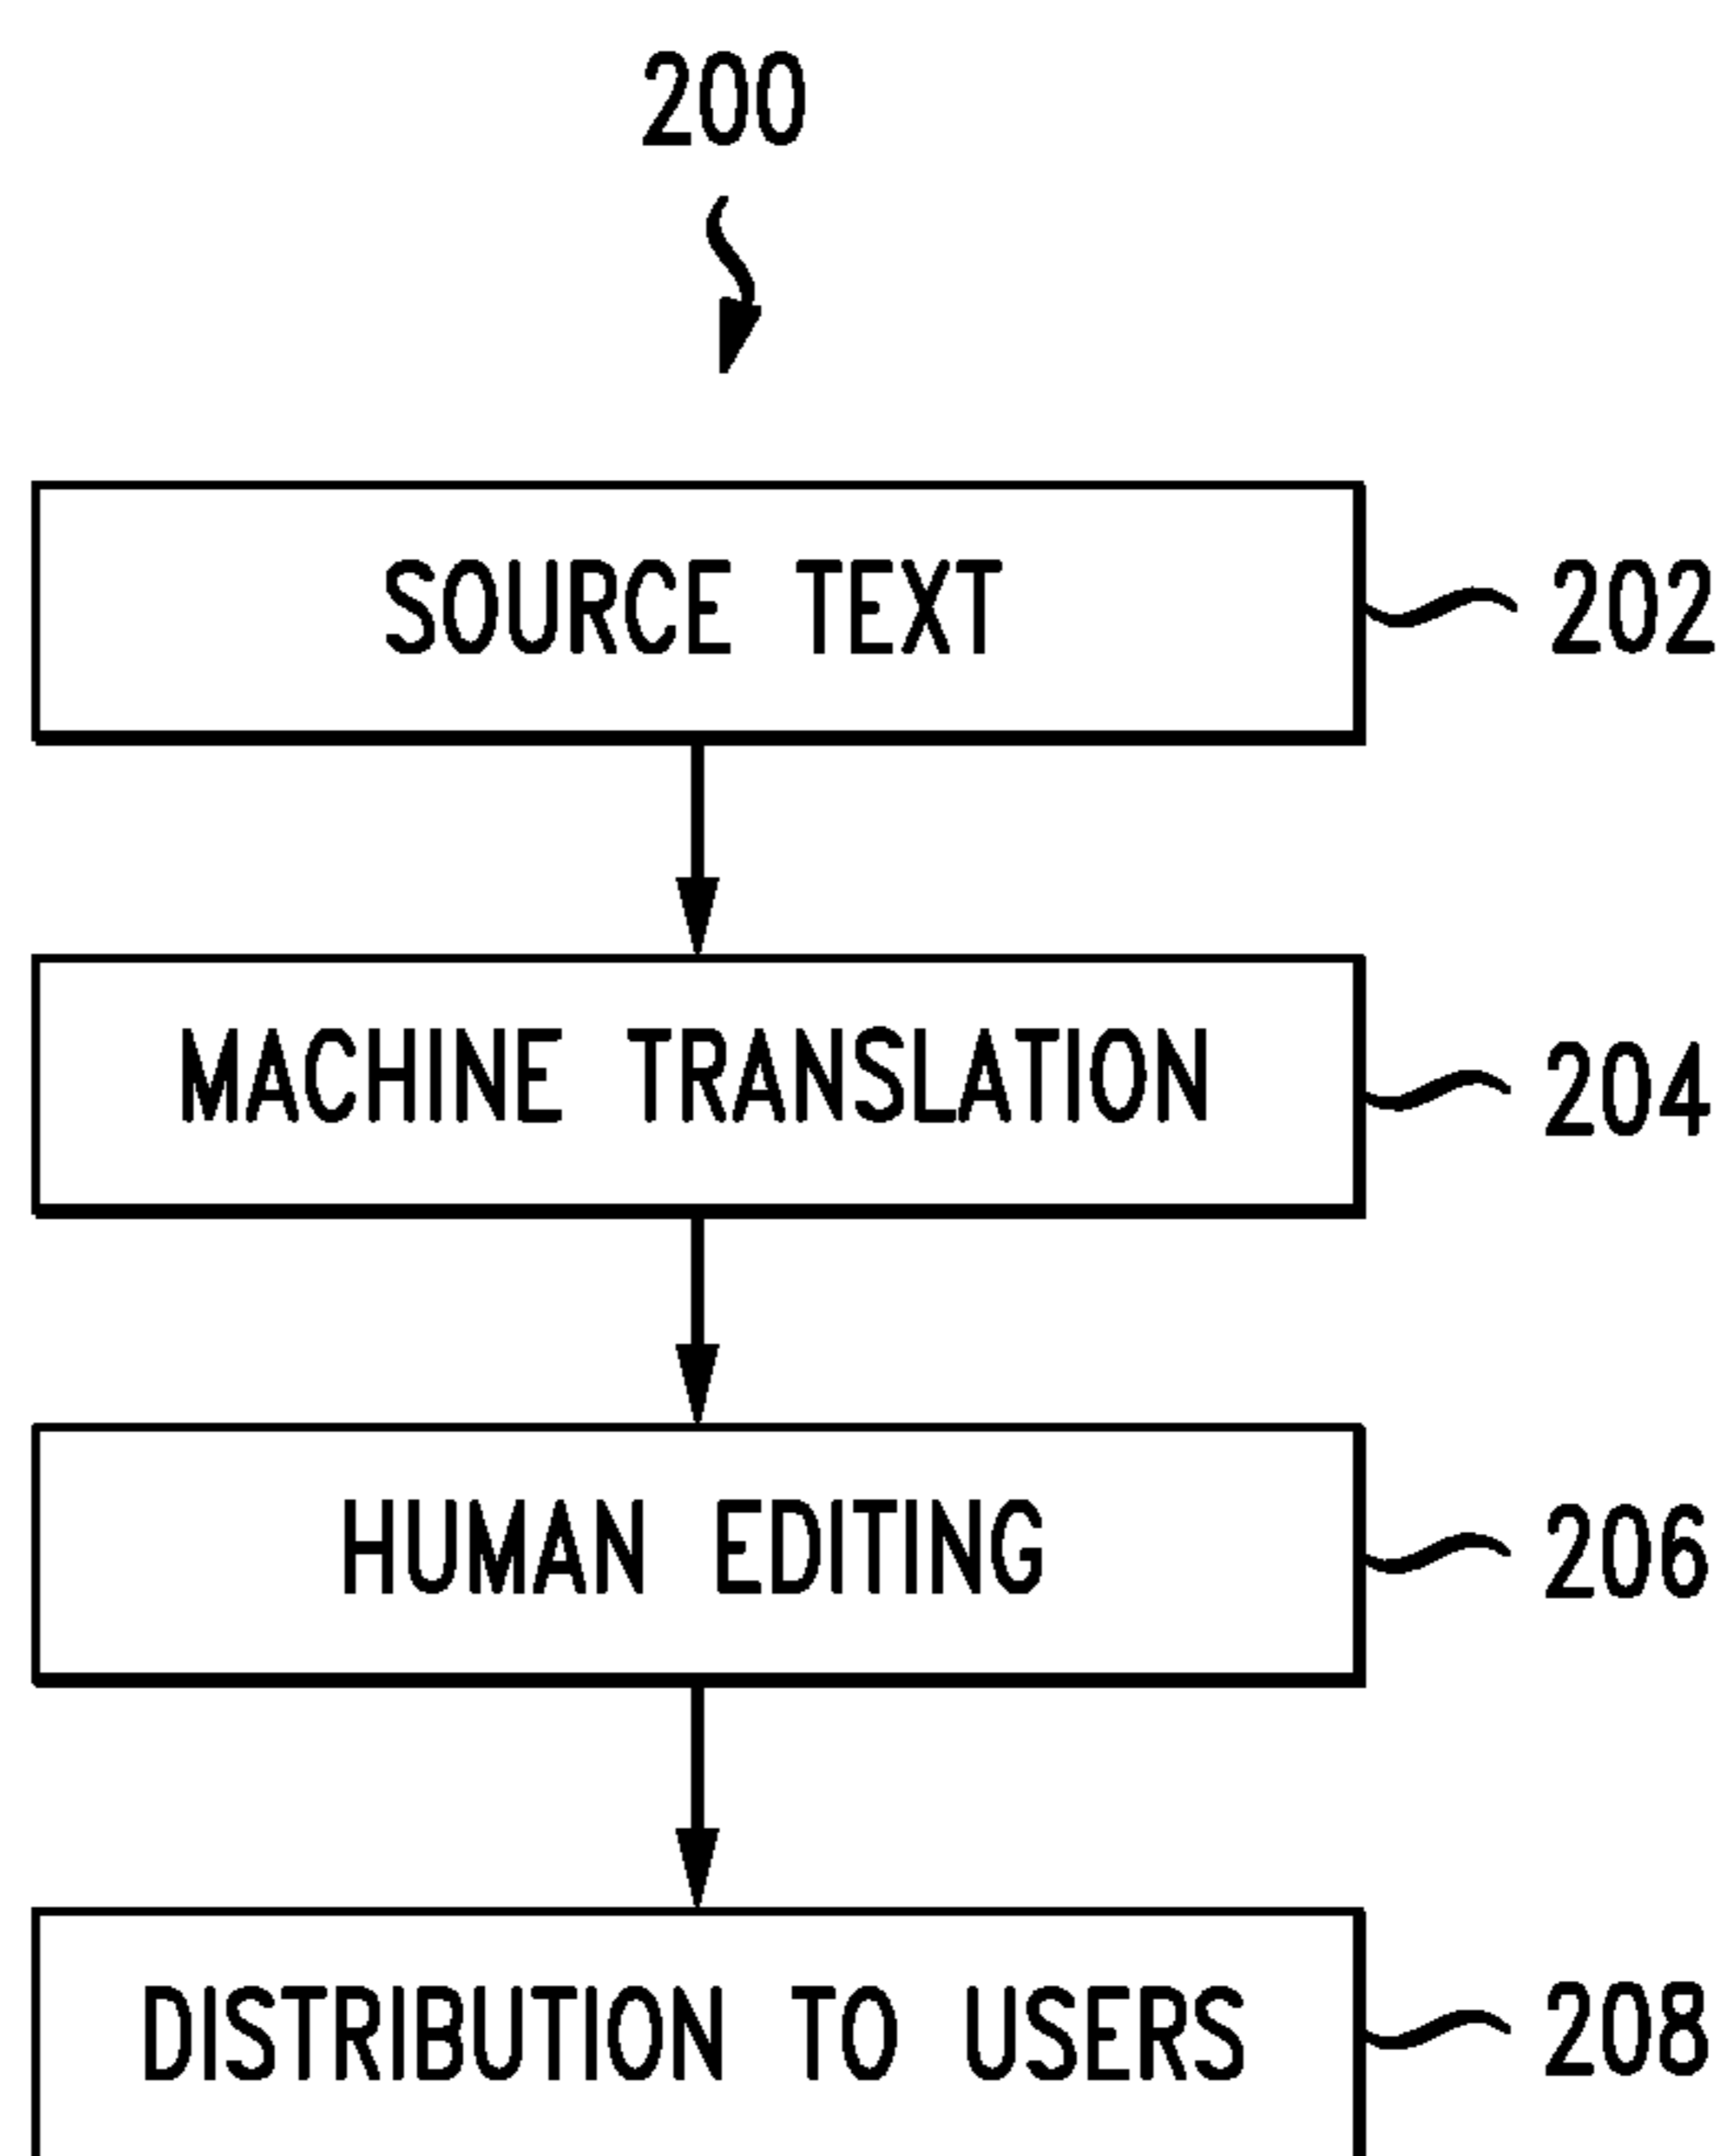 200
SOURCE TEXT 202
MACHINE TRANSLATION 204
HUMAN EDITING 206
DISTRIBUTION TO USERS 208